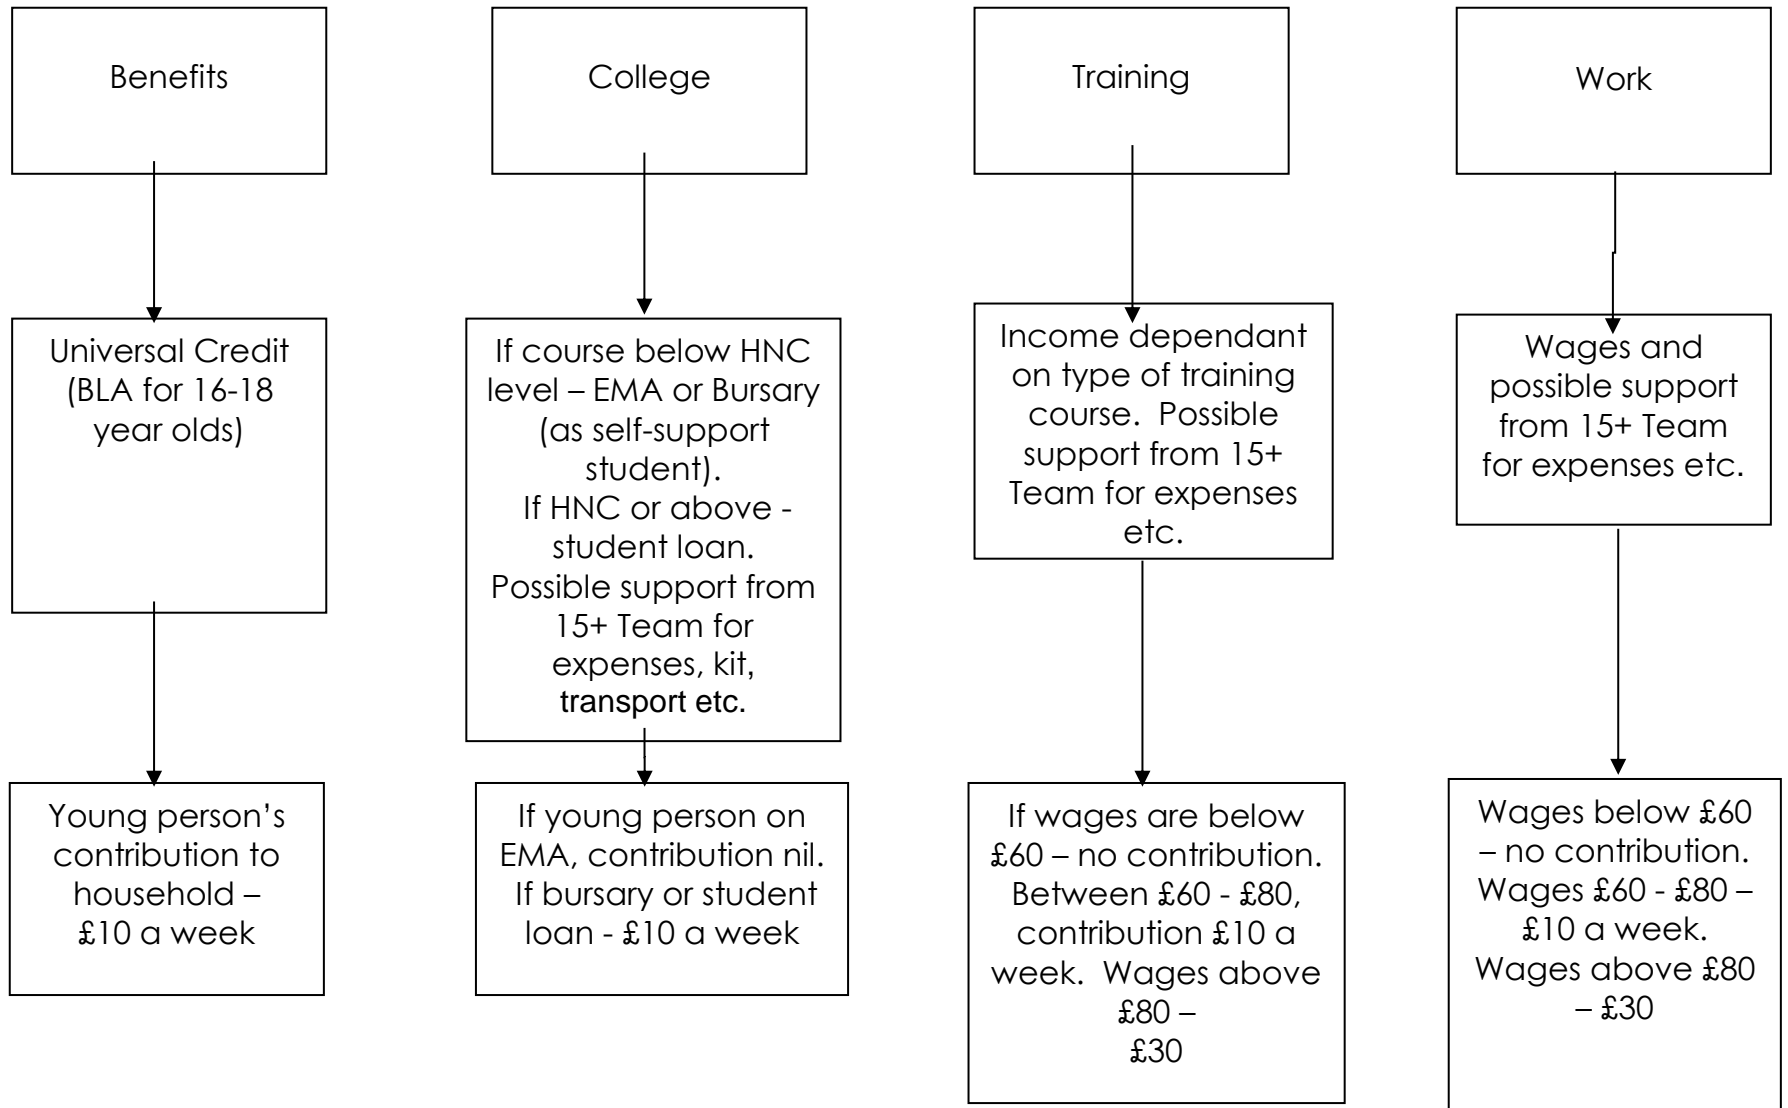 Benefits
College
Training
Work
Universal Credit
(BLA for 16-18
year olds)
If course below HNC
level – EMA or Bursary
(as self-support
student).
If HNC or above -
student loan.
Possible support from
15+ Team for
expenses, kit,
transport etc.
Income dependant
on type of training
course.  Possible
support from 15+
Team for expenses
etc.
Wages and
possible support
from 15+ Team
for expenses etc.
Young person’s
contribution to
household –
£10 a week
If young person on
EMA, contribution nil.
If bursary or student
loan - £10 a week
If wages are below
£60 – no contribution.
Between £60 - £80,
contribution £10 a
week.  Wages above
£80 –
£30
Wages below £60
– no contribution.
Wages £60 - £80 –
£10 a week.
Wages above £80
– £30